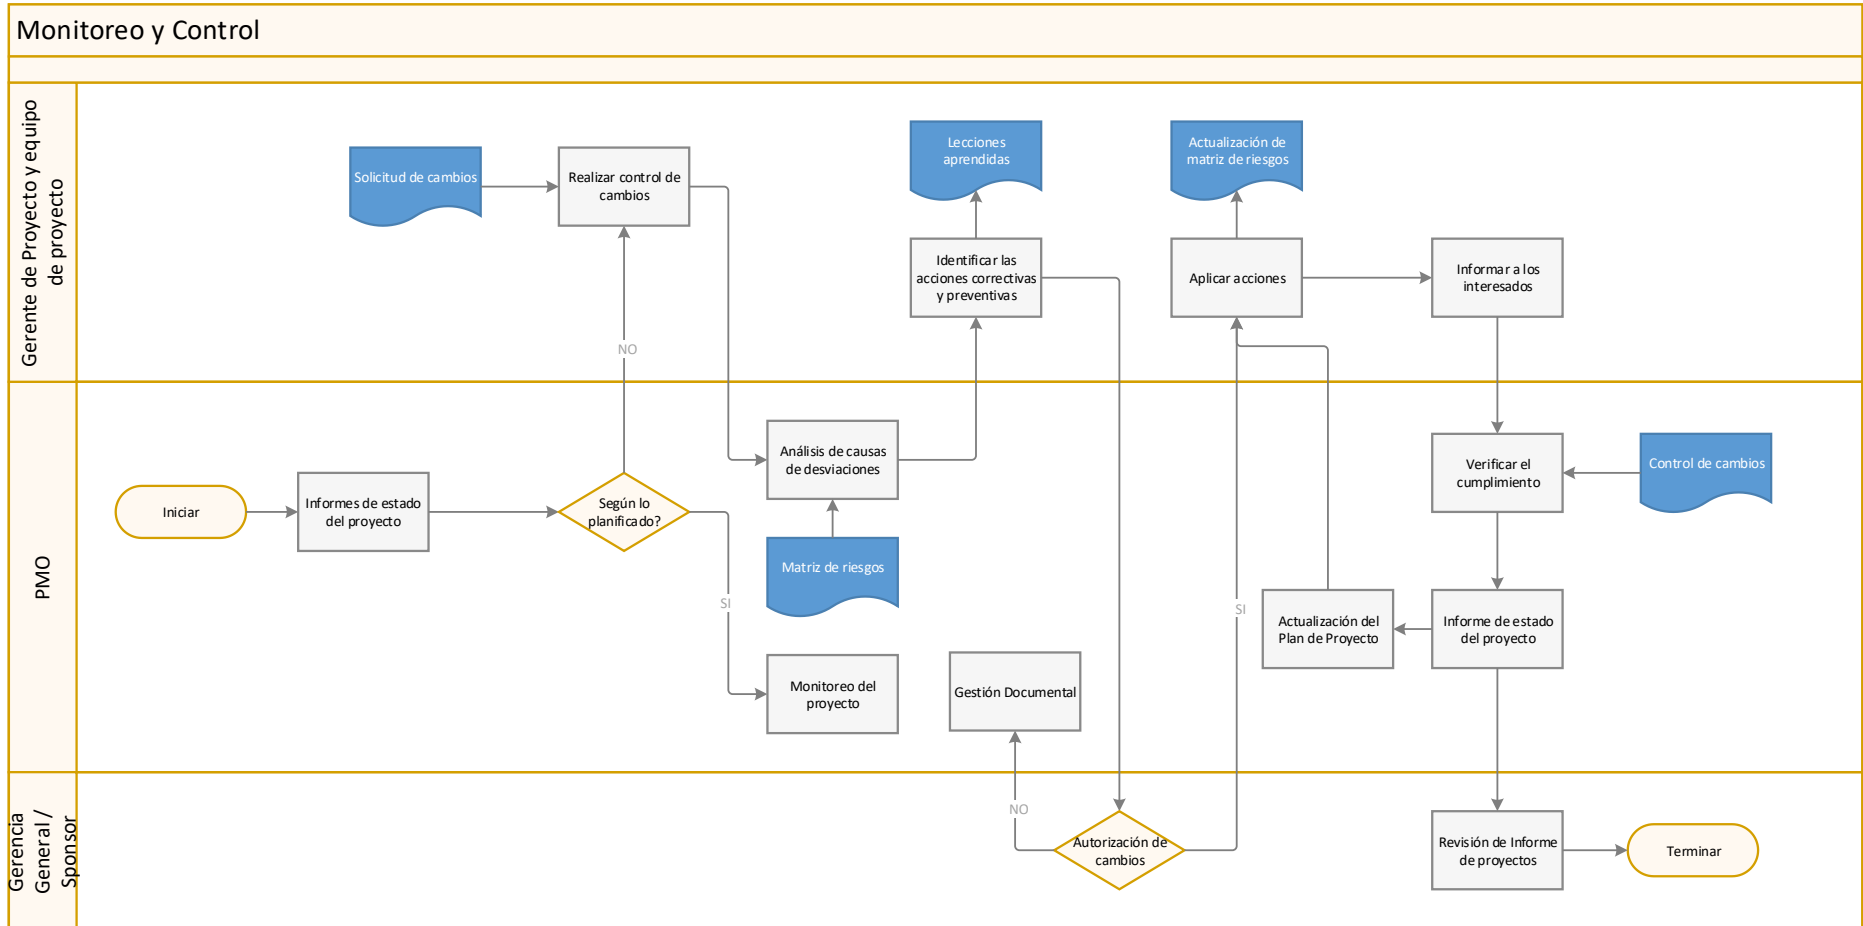 Monitoreo y Control
Gerente de Proyecto y equipo
de proyecto
Solicitud de cambios
Realizar control de
cambios
Lecciones
aprendidas
Actualización de
matriz de riesgos
Identificar las
acciones correctivas
y preventivas
Aplicar acciones
Informar a los
interesados
NO
PMO
Iniciar
Informes de estado
del proyecto
Según lo
planificado?
Análisis de causas
de desviaciones
Matriz de riesgos
SI
Monitoreo del
proyecto
Gestión Documental
SI
Actualización del
Plan de Proyecto
Verificar el
cumplimiento
Control de cambios
Informe de estado
del proyecto
Gerencia
General /
Sponsor
NO
Autorización de
cambios
Revisión de Informe
de proyectos
Terminar